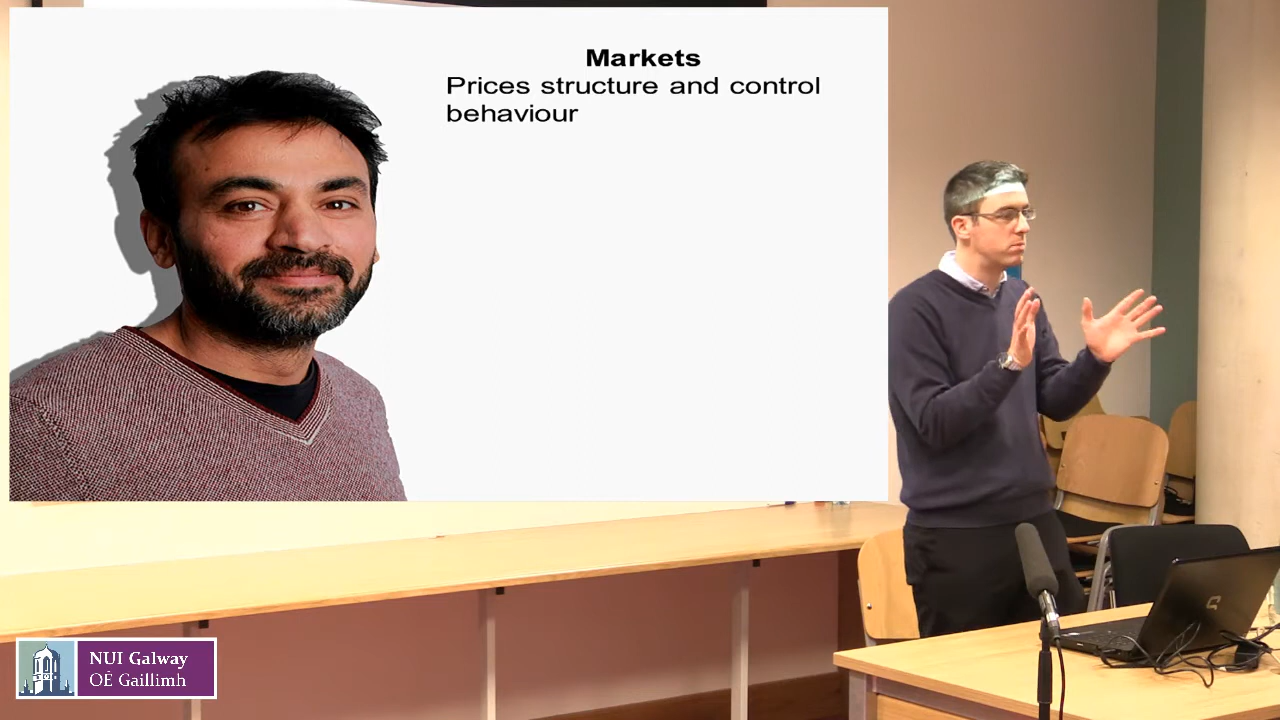 Markets
Prices structure and control
behaviour
NUI Galway
OÉ Gaillimh